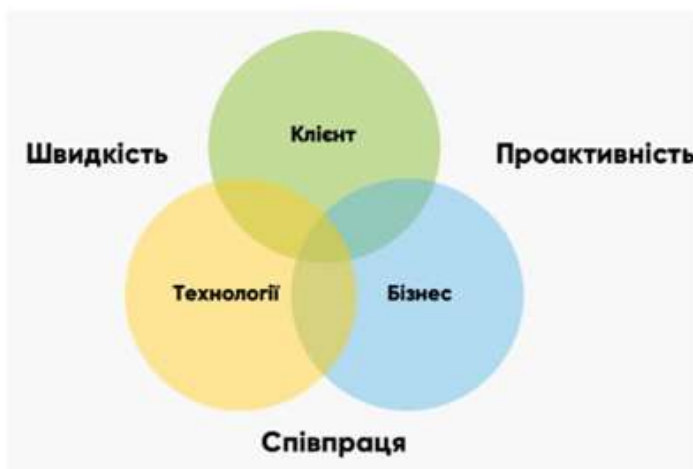 Клієнт
Швидкість
Проактивність
Технології
Бізнес
Співпраця